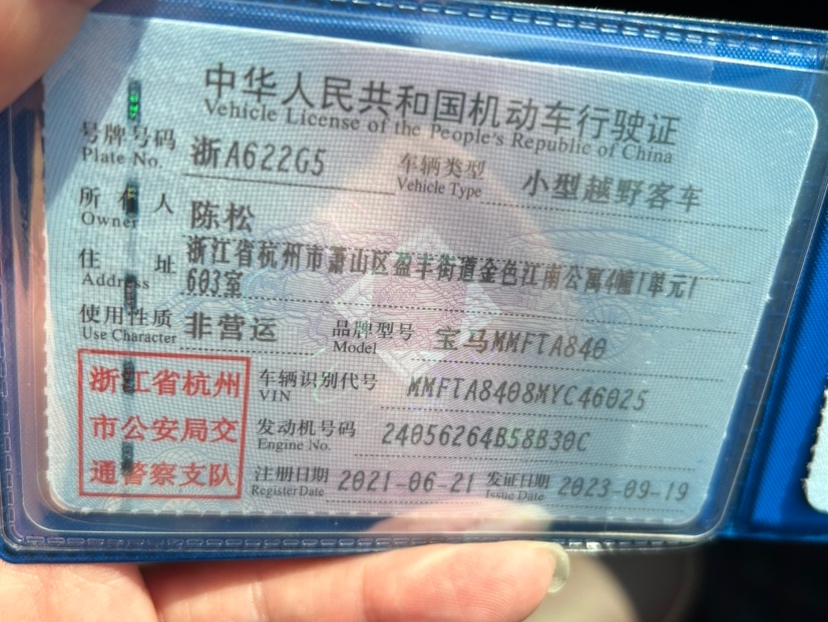 中华人民共和国机动车行驶证
Vehicle License of the People's Republic of China
号牌号码 浙A622G5 车辆类型 小型越野客车
Plate No. Vehicle Type
所有人 陈松
Owner
住址 浙江省杭州市萧山区盈丰街道金色江南公寓4幢1单元1
Address 603室
使用性质 非营运 品牌型号 宝马MMFTA840
Use Character Model
浙江省杭州 车辆识别代号 MMFTA8408MYC46025
VIN
市公安局交 发动机号码 24056264B58B30C
Engine No.
通警察支队 注册日期 2021-06-21 发证日期 2023-09-19
Register Date Issue Date